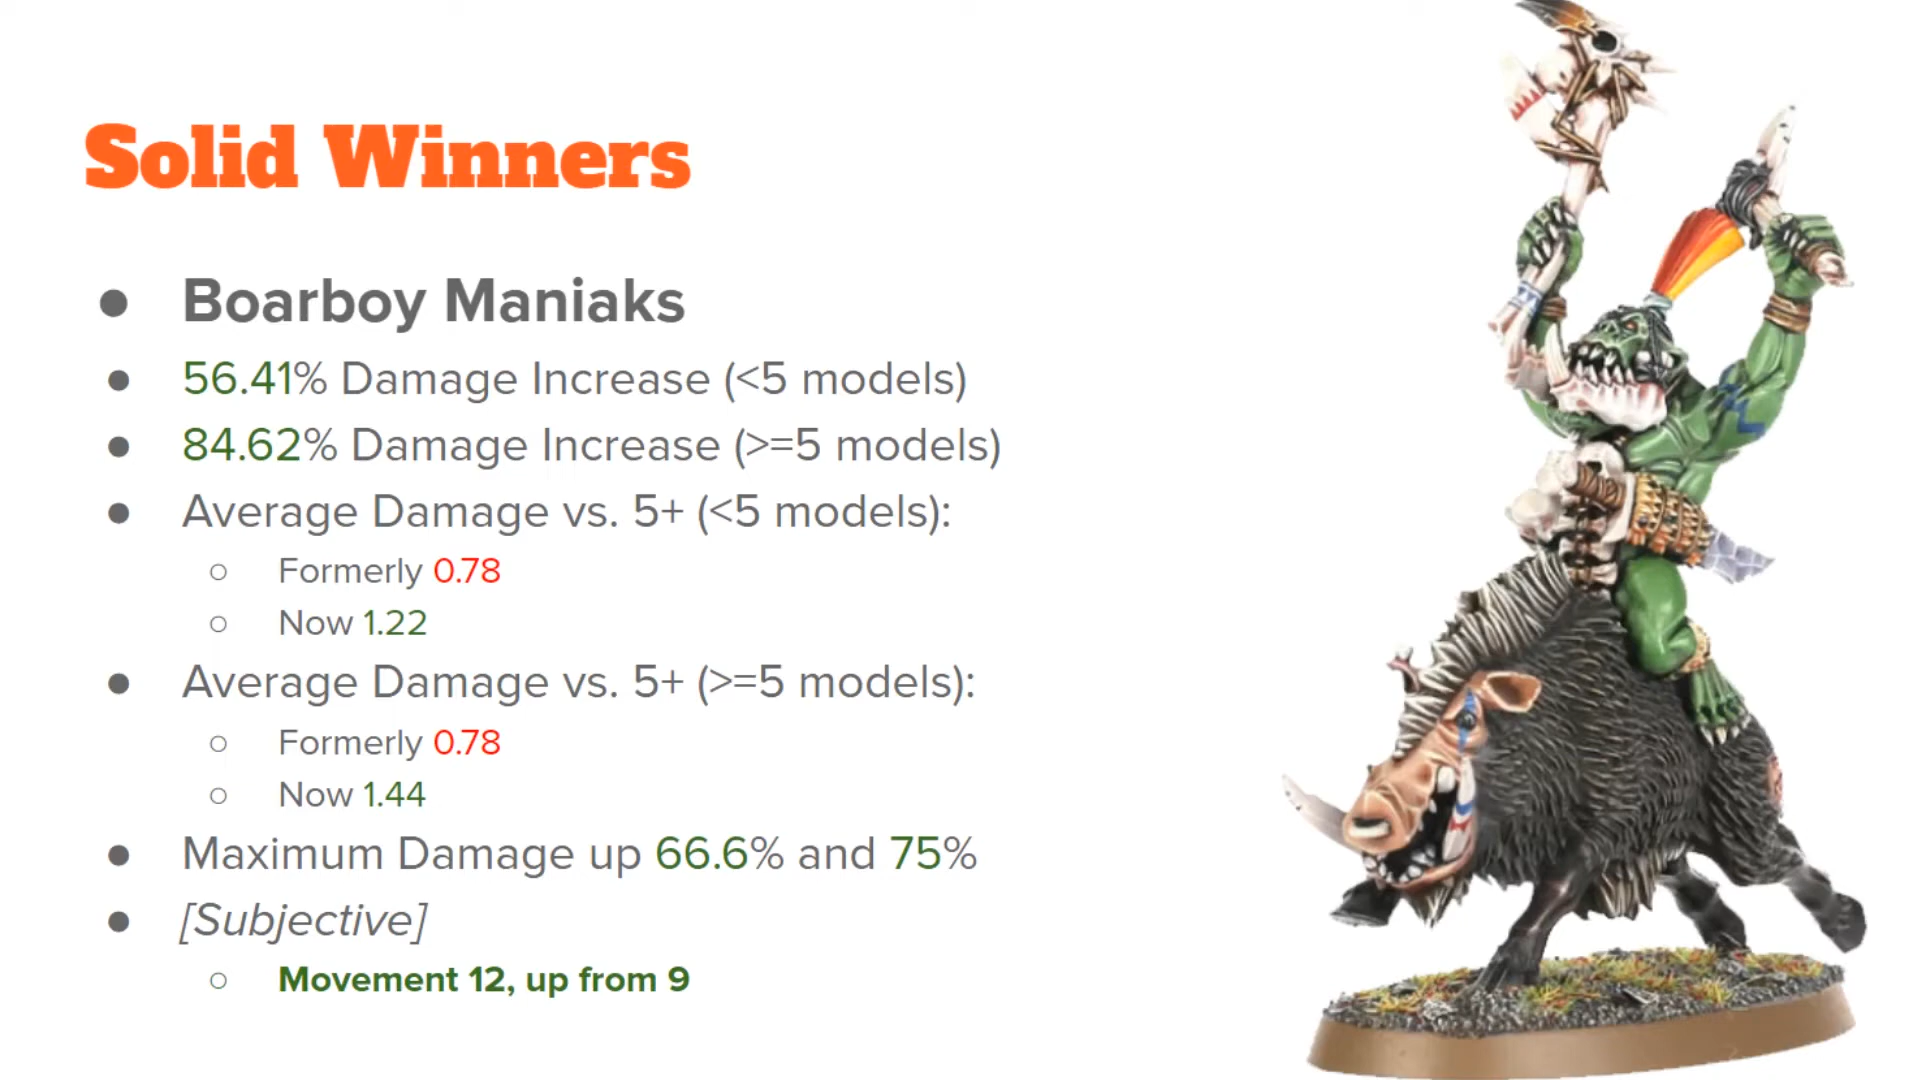 Solid Winners
● Boarboy Maniaks
● 56.41% Damage Increase (<5 models)
● 84.62% Damage Increase (>=5 models)
● Average Damage vs. 5+ (<5 models):
○ Formerly 0.78
○ Now 1.22
● Average Damage vs. 5+ (>=5 models):
○ Formerly 0.78
○ Now 1.44
● Maximum Damage up 66.6% and 75%
● [Subjective]
○ Movement 12, up from 9